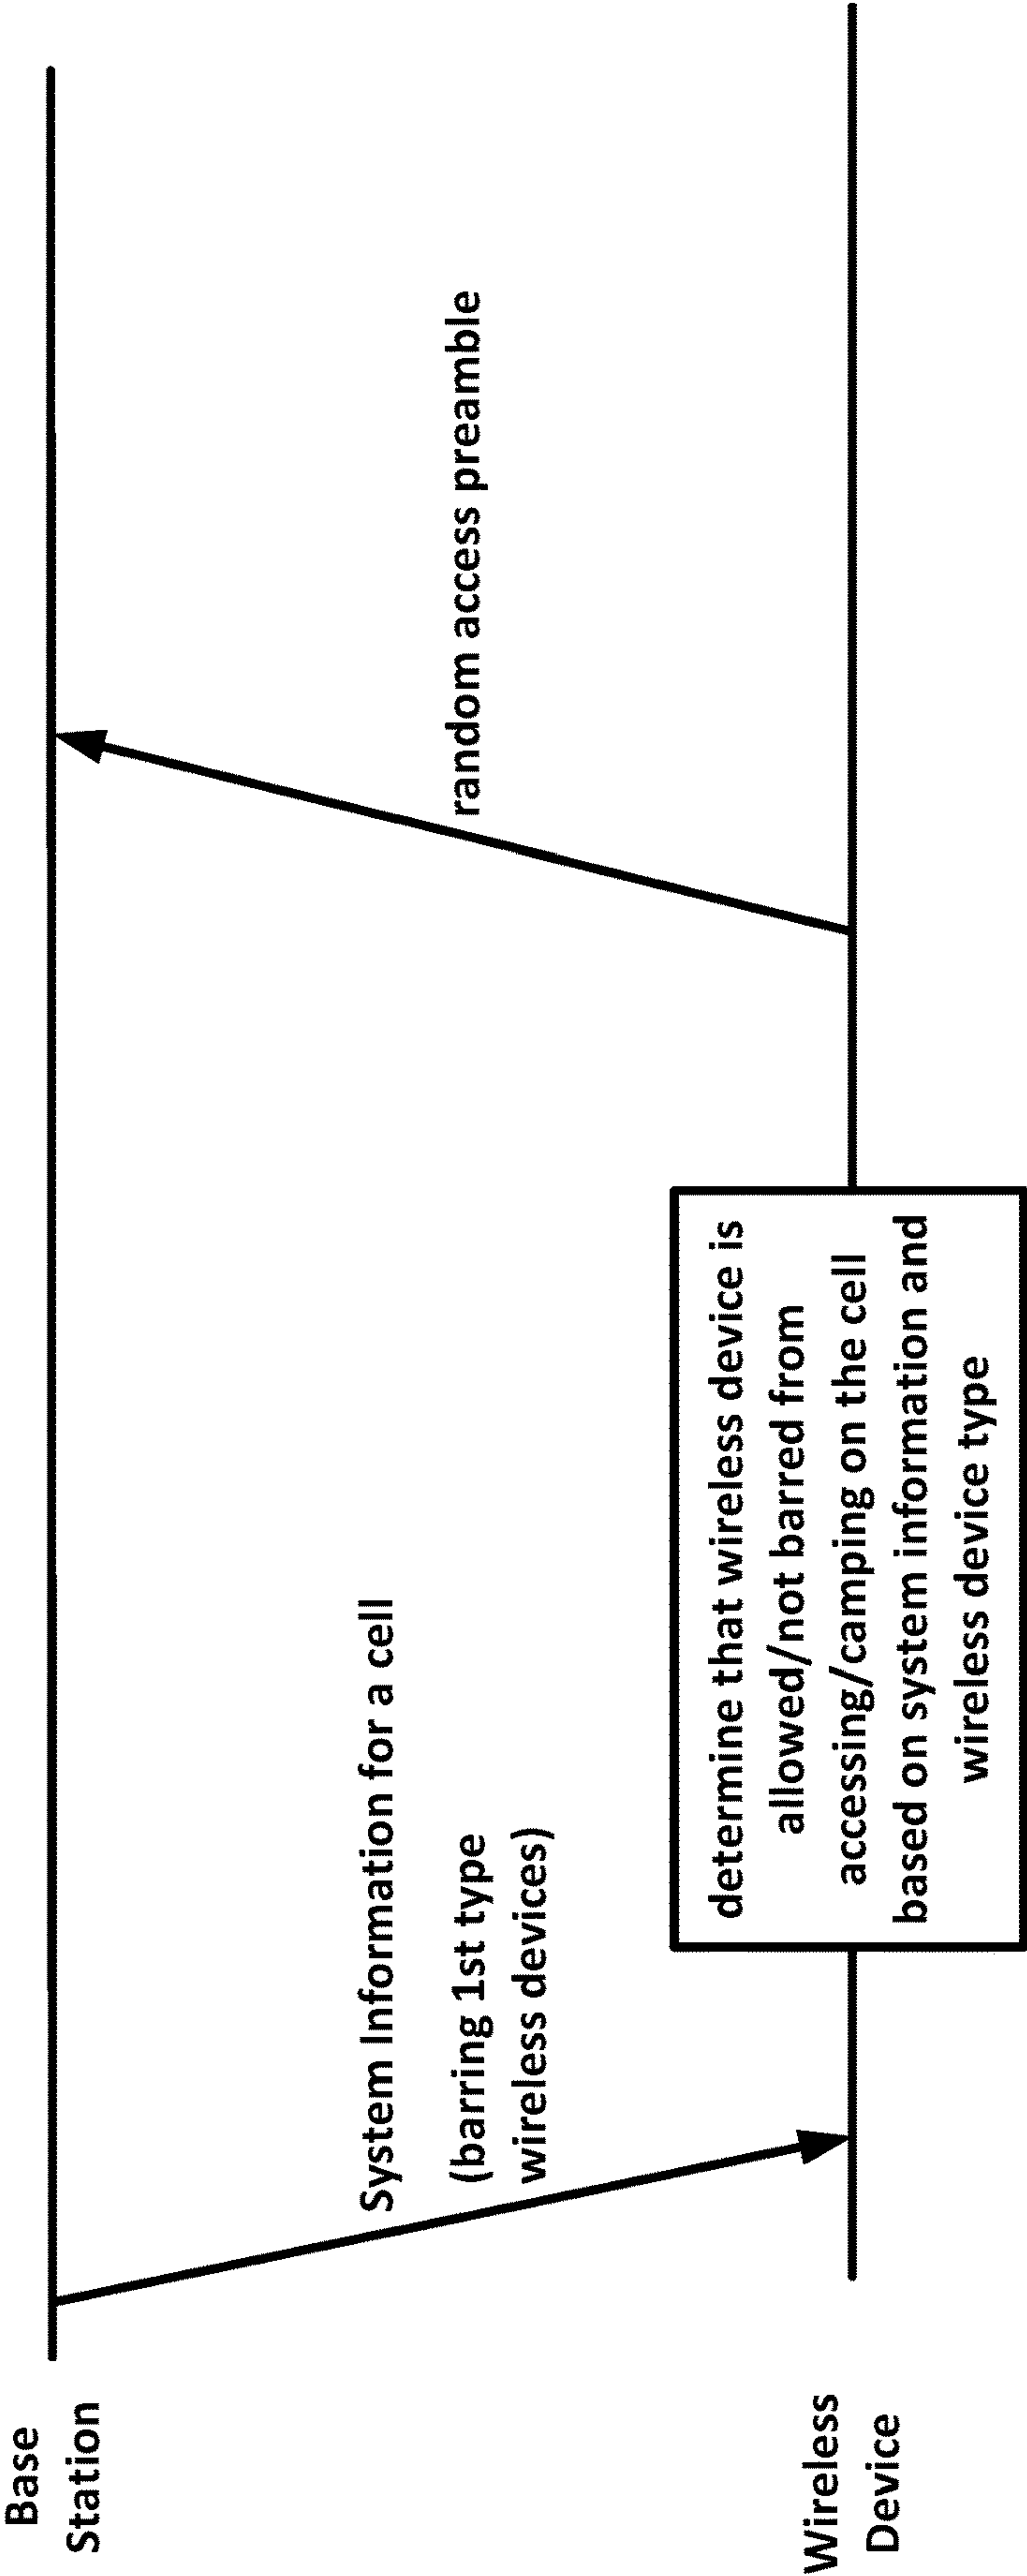 Base
Station
System Information for a cell
(barring 1st type
wireless devices)
random access preamble
determine that wireless device is
allowed/not barred from
accessing/camping on the cell
based on system information and
wireless device type
Wireless
Device